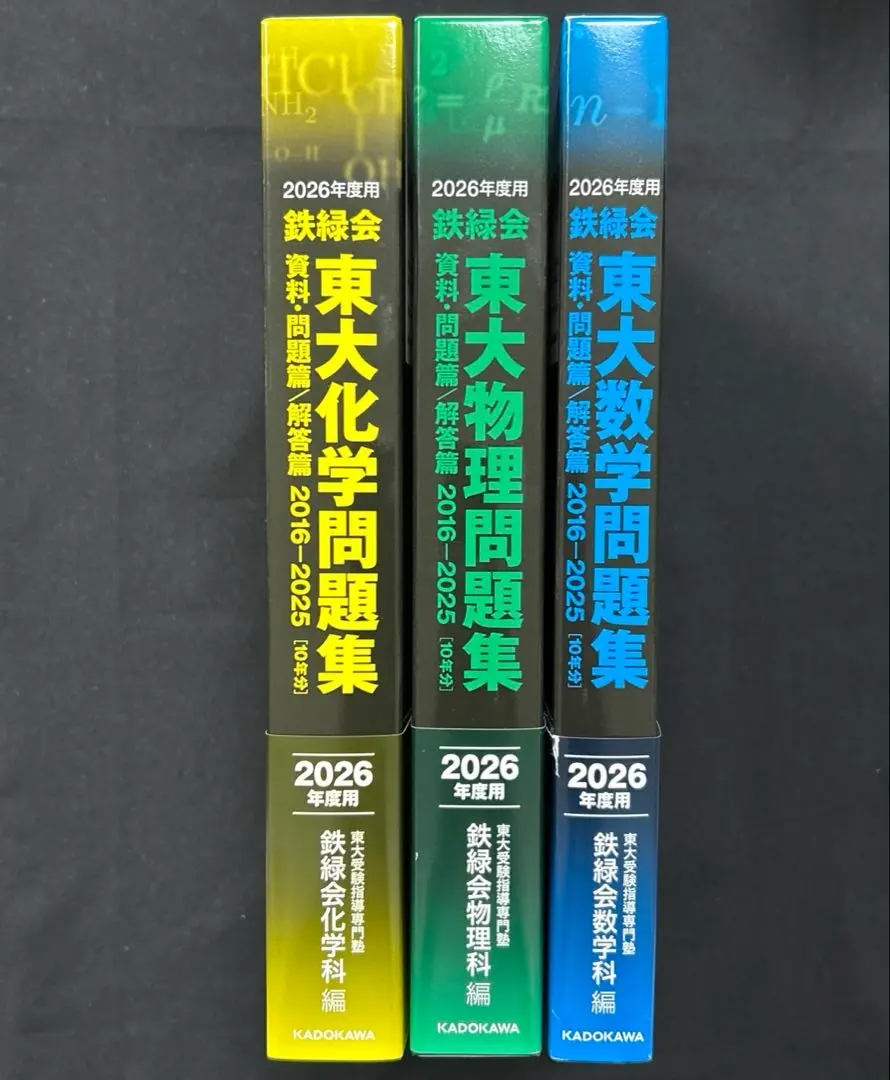 HCl
NH₂
OH
2026年度用
鉄緑会
東大化学問題集
資料・問題篇/解答篇 2016-2025 [10年分]
2026
年度用
東大受験指導専門塾
鉄緑会化学科 編
KADOKAWA
2026年度用
鉄緑会
東大物理問題集
資料・問題篇/解答篇 2016-2025 [10年分]
2026
年度用
東大受験指導専門塾
鉄緑会物理科 編
KADOKAWA
n-1
2026年度用
鉄緑会
東大数学問題集
資料・問題篇/解答篇 2016-2025 [10年分]
2026
年度用
東大受験指導専門塾
鉄緑会数学科 編
KADOKAWA